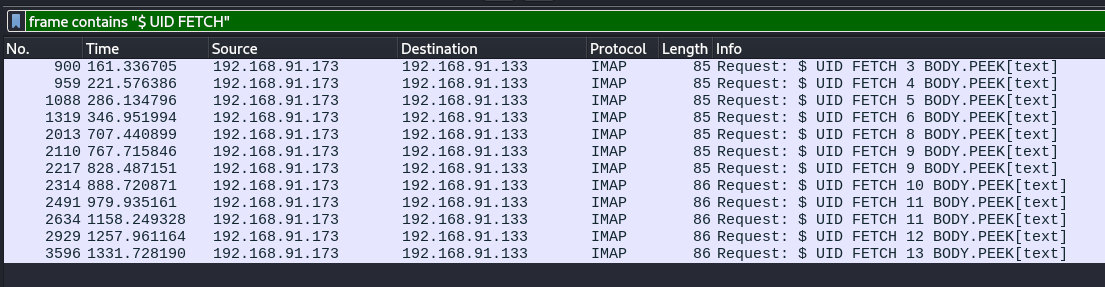 frame contains "$ UID FETCH"
No. Time Source Destination Protocol Length Info
900 161.336705 192.168.91.173 192.168.91.133 IMAP 85 Request: $ UID FETCH 3 BODY.PEEK[text]
959 221.576386 192.168.91.173 192.168.91.133 IMAP 85 Request: $ UID FETCH 4 BODY.PEEK[text]
1088 286.134796 192.168.91.173 192.168.91.133 IMAP 85 Request: $ UID FETCH 5 BODY.PEEK[text]
1319 346.951994 192.168.91.173 192.168.91.133 IMAP 85 Request: $ UID FETCH 6 BODY.PEEK[text]
2013 707.440899 192.168.91.173 192.168.91.133 IMAP 85 Request: $ UID FETCH 8 BODY.PEEK[text]
2110 767.715846 192.168.91.173 192.168.91.133 IMAP 85 Request: $ UID FETCH 9 BODY.PEEK[text]
2217 828.487151 192.168.91.173 192.168.91.133 IMAP 85 Request: $ UID FETCH 9 BODY.PEEK[text]
2314 888.720871 192.168.91.173 192.168.91.133 IMAP 86 Request: $ UID FETCH 10 BODY.PEEK[text]
2491 979.935161 192.168.91.173 192.168.91.133 IMAP 86 Request: $ UID FETCH 11 BODY.PEEK[text]
2634 1158.249328 192.168.91.173 192.168.91.133 IMAP 86 Request: $ UID FETCH 11 BODY.PEEK[text]
2929 1257.961164 192.168.91.173 192.168.91.133 IMAP 86 Request: $ UID FETCH 12 BODY.PEEK[text]
3596 1331.728190 192.168.91.173 192.168.91.133 IMAP 86 Request: $ UID FETCH 13 BODY.PEEK[text]